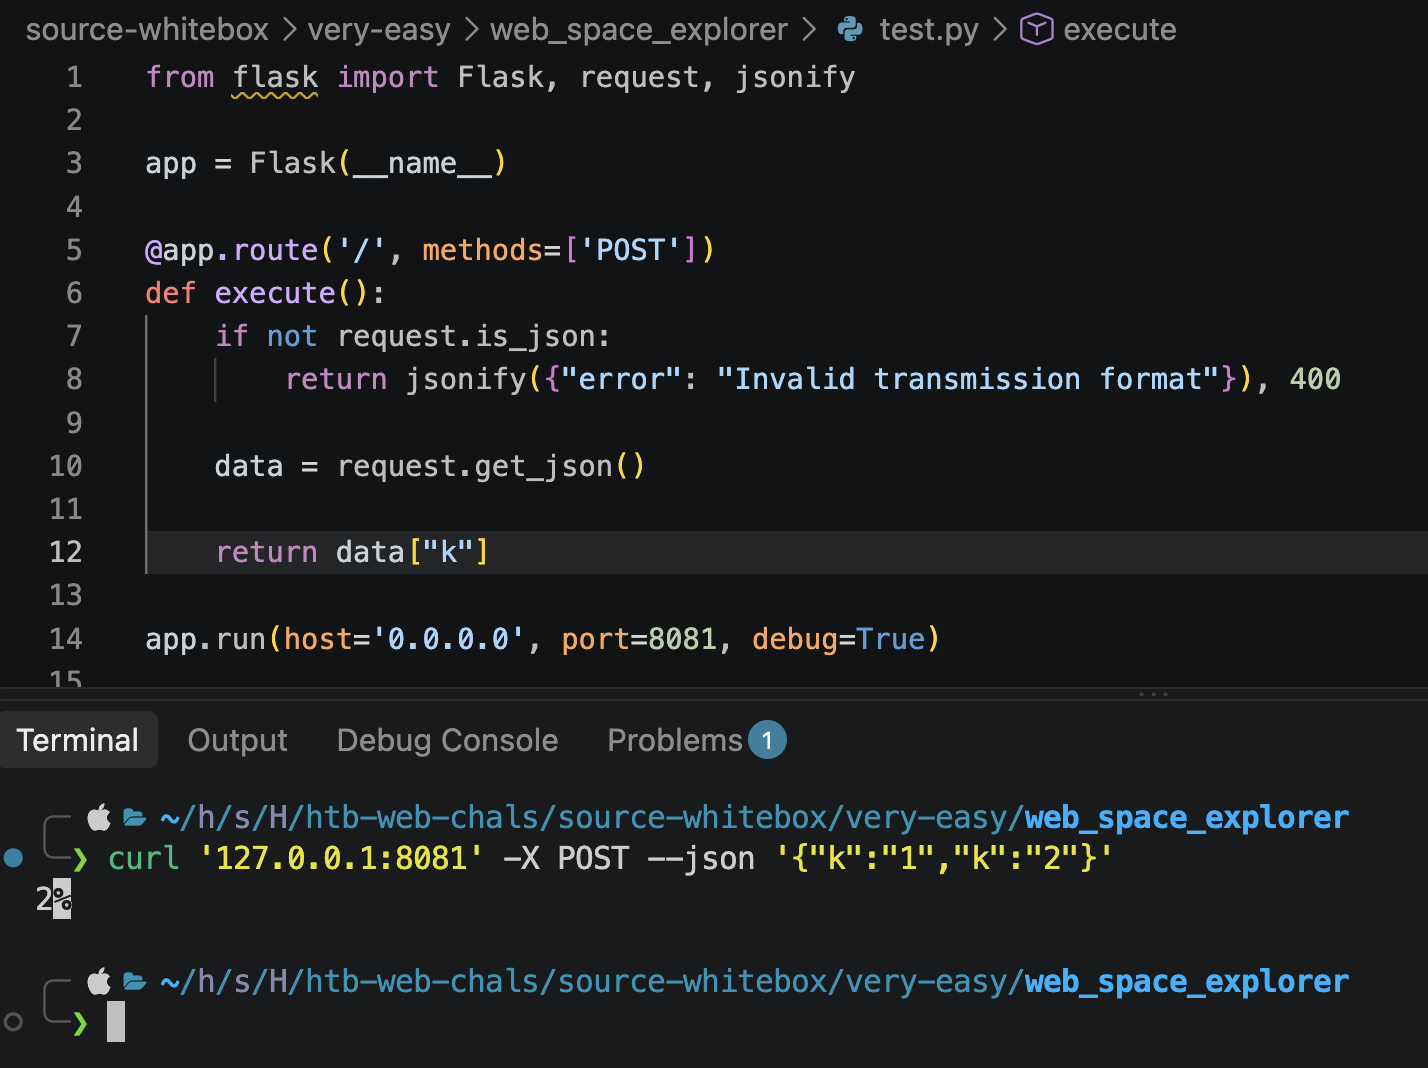 source-whitebox > very-easy > web_space_explorer > test.py > execute
1 from flask import Flask, request, jsonify
2
3 app = Flask(__name__)
4
5 @app.route('/', methods=['POST'])
6 def execute():
7     if not request.is_json:
8         return jsonify({"error": "Invalid transmission format"}), 400
9
10     data = request.get_json()
11
12     return data["k"]
13
14 app.run(host='0.0.0.0', port=8081, debug=True)
15
Terminal Output Debug Console Problems 1
~/h/s/H/htb-web-chals/source-whitebox/very-easy/web_space_explorer
❯ curl '127.0.0.1:8081' -X POST --json '{"k":"1","k":"2"}'
2%
~/h/s/H/htb-web-chals/source-whitebox/very-easy/web_space_explorer
❯